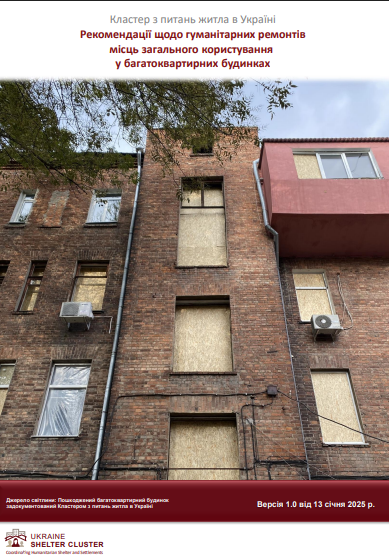 Кластер з питань житла в Україні
Рекомендації щодо гуманітарних ремонтів
місць загального користування
у багатоквартирних будинках
Джерело світлини: Пошкоджений багатоквартирний будинок
задокументований Кластером з питань житла в Україні
Версія 1.0 від 13 січня 2025 р.
UKRAINE
SHELTER CLUSTER
Coordinating Humanitarian Shelter and Settlements